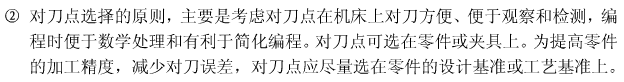 ② 对刀点选择的原则，主要是考虑对刀点在机床上对刀方便、便于观察和检测，编
程时便于数学处理和有利于简化编程。对刀点可选在零件或夹具上。为提高零件
的加工精度，减少对刀误差，对刀点应尽量选在零件的设计基准或工艺基准上。